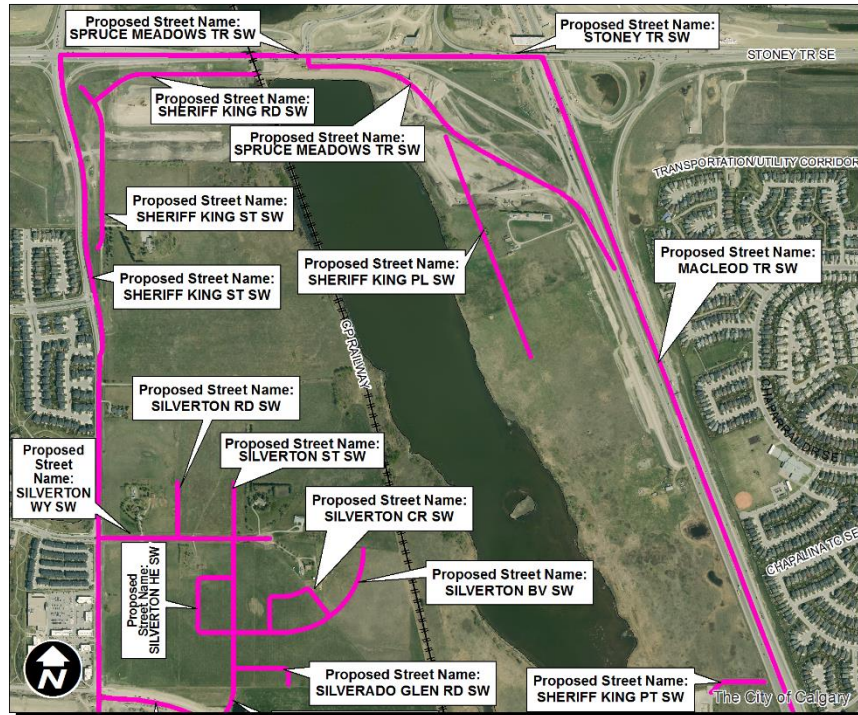 Proposed Street Name:
SPRUCE MEADOWS TR SW
Proposed Street Name:
STONEY TR SW
STONEY TR SE
Proposed Street Name:
SHERIFF KING RD SW
Proposed Street Name:
SPRUCE MEADOWS TR SW
TRANSPORTATION/UTILITY CORRIDOR
Proposed Street Name:
SHERIFF KING ST SW
Proposed Street Name:
SHERIFF KING ST SW
Proposed Street Name:
SHERIFF KING PL SW
Proposed Street Name:
MACLEOD TR SW
CP RAILWAY
CHAPARRAL DR SE
Proposed Street Name:
SILVERTON RD SW
Proposed Street Name:
SILVERTON ST SW
Proposed
Street
Name:
SILVERTON
WY SW
Proposed Street Name:
SILVERTON CR SW
CHAPALINA TC SE
Proposed
Street Name:
SILVERTON HE SW
Proposed Street Name:
SILVERTON BV SW
Proposed Street Name:
SILVERADO GLEN RD SW
Proposed Street Name:
SHERIFF KING PT SW
N
The City of Calgary